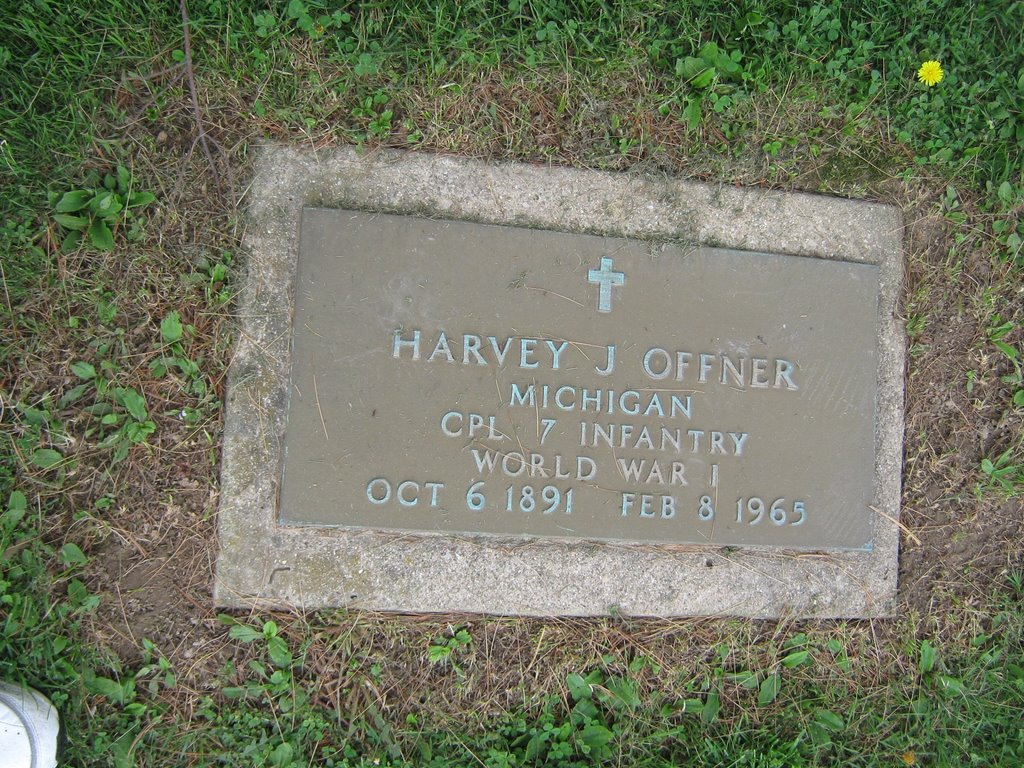 HARVEY J OFFNER
MICHIGAN
CPL 7 INFANTRY
WORLD WAR I
OCT 6 1891 FEB 8 1965